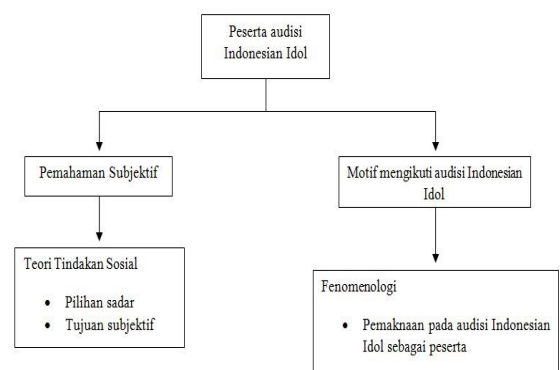 Peserta audisi
Indonesian Idol
Pemahaman Subjektif
Motif mengikuti audisi Indonesian
Idol
Teori Tindakan Sosial
• Pilihan sadar
• Tujuan subjektif
Fenomenologi
• Pemaknaan pada audisi Indonesian
Idol sebagai peserta